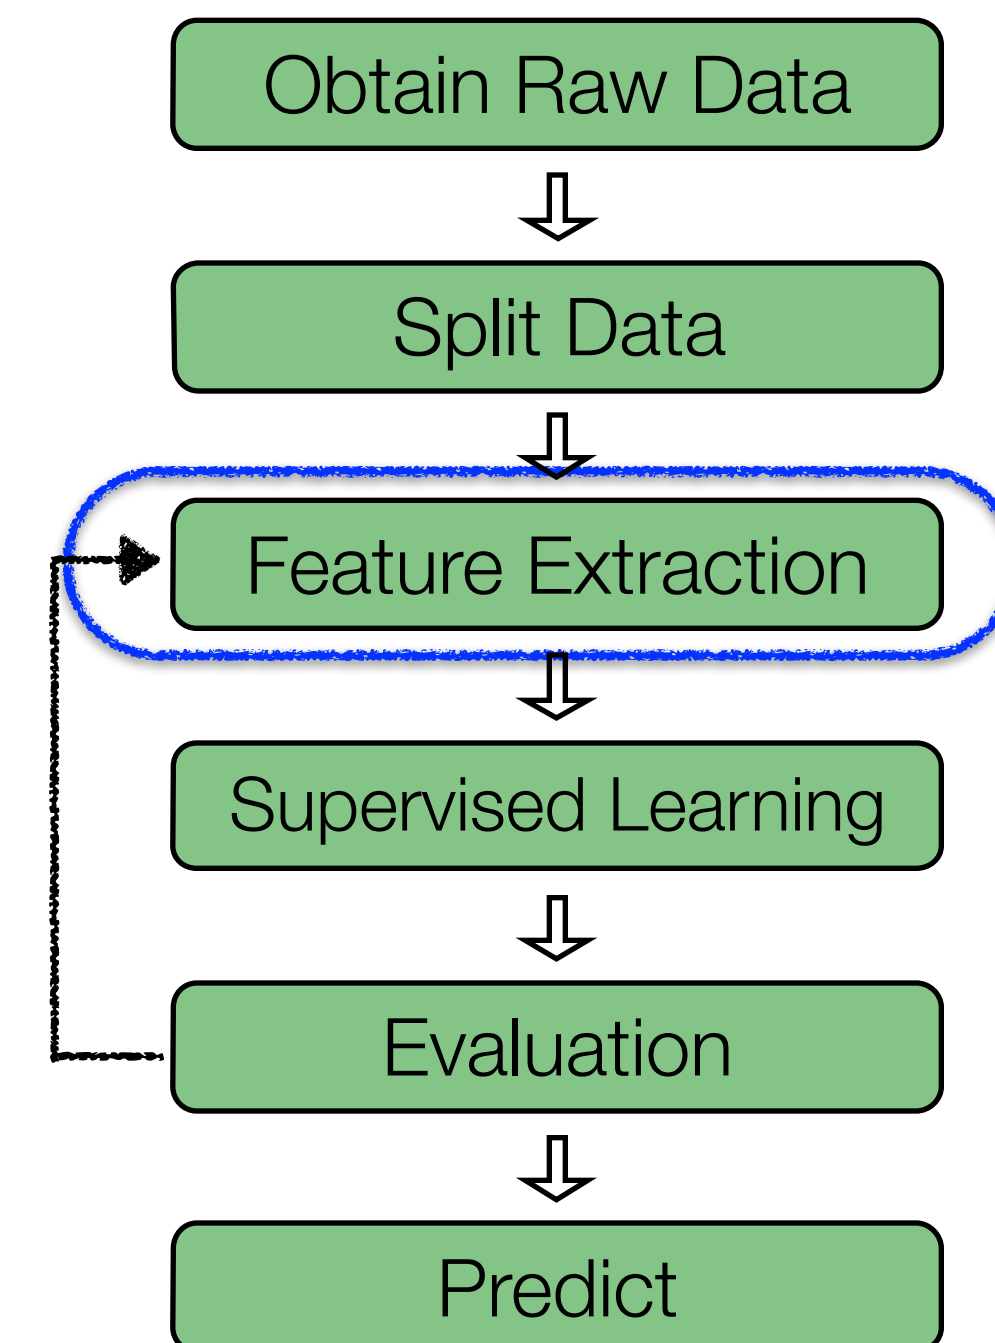 Obtain Raw Data
Split Data
Feature Extraction
Supervised Learning
Evaluation
Predict